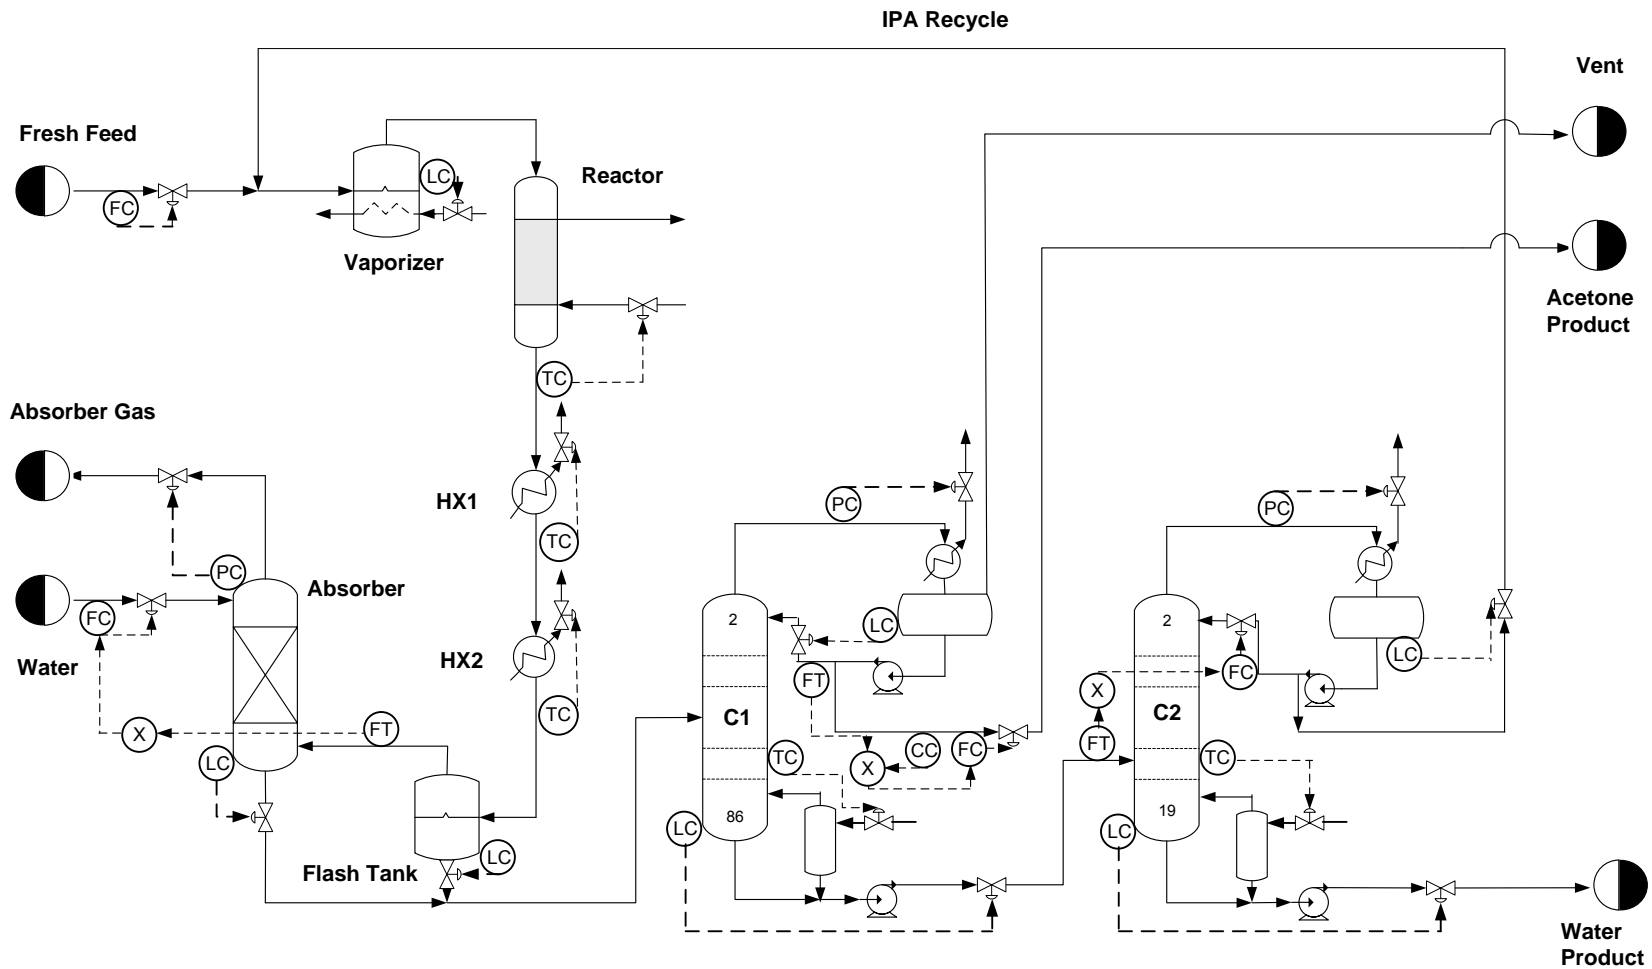 IPA Recycle
Vent
Fresh Feed
LC
Reactor
FC
Vaporizer
Acetone
Product
TC
Absorber Gas
HX1
PC
PC
TC
PC
Absorber
FC
Water
HX2
2
LC
2
LC
FT
X
FC
TC
C1
C2
X
FT
CC
FC
FT
LC
TC
X
TC
86
19
LC
LC
LC
Flash Tank
Water
Product